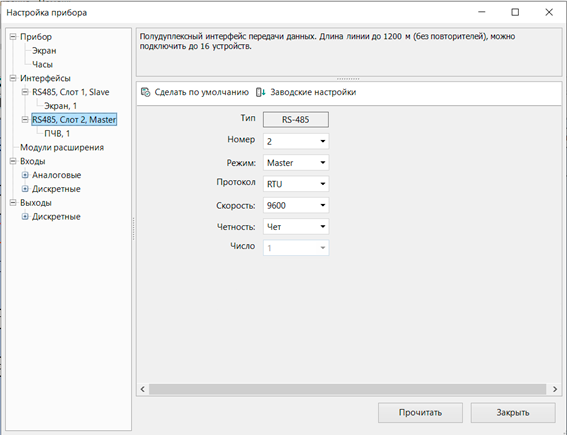 Настройка прибора
Прибор
Экран
Часы
Интерфейсы
RS485, Слот 1, Slave
Экран, 1
RS485, Слот 2, Master
ПЧВ, 1
Модули расширения
Входы
Аналоговые
Дискретные
Выходы
Дискретные
Полудуплексный интерфейс передачи данных. Длина линии до 1200 м (без повторителей), можно
подключить до 16 устройств.
Сделать по умолчанию Заводские настройки
Тип RS-485
Номер 2
Режим: Master
Протокол RTU
Скорость: 9600
Четность: Чет
Число 1
Прочитать Закрыть